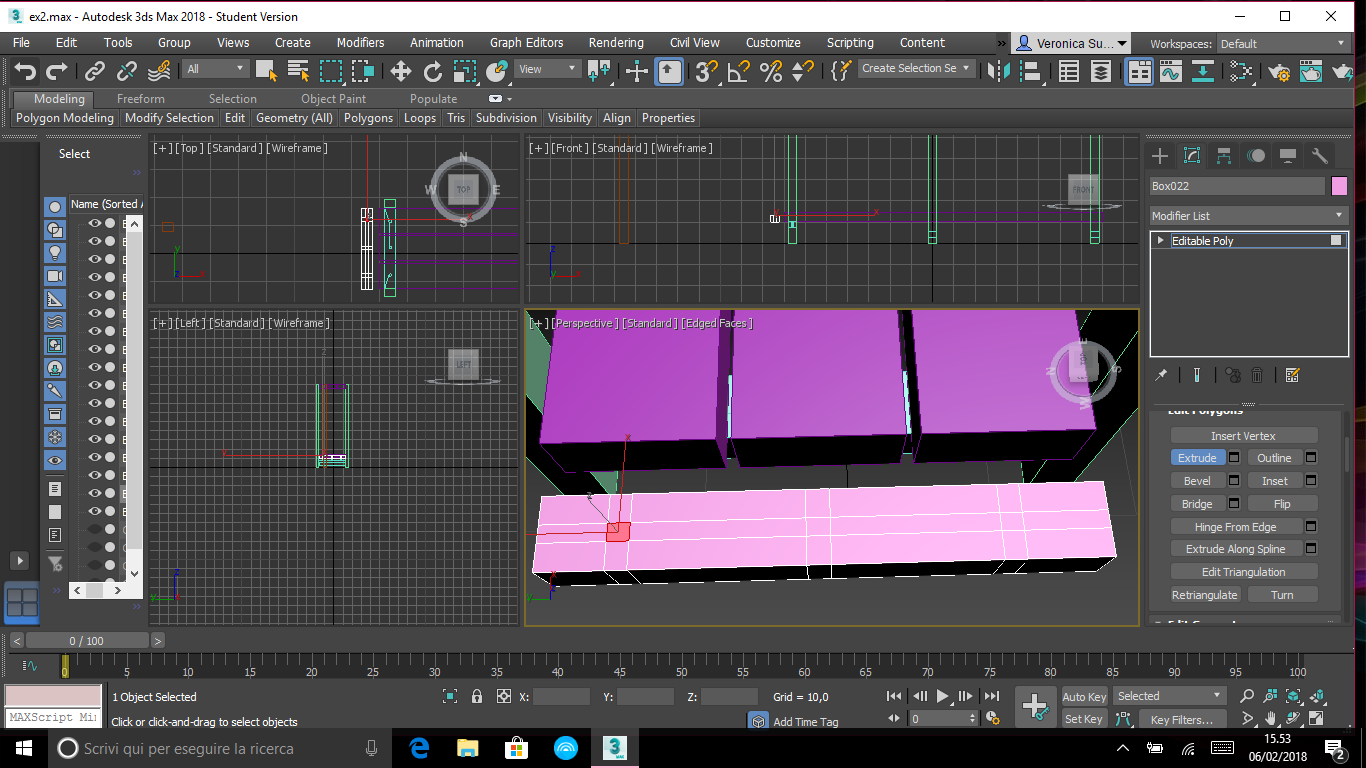 ex2.max - Autodesk 3ds Max 2018 - Student Version
File Edit Tools Group Views Create Modifiers Animation Graph Editors Rendering Civil View Customize Scripting Content » Veronica Su... Workspaces: Default
All View 3 Create Selection Se
Modeling Freeform Selection Object Paint Populate
Polygon Modeling Modify Selection Edit Geometry (All) Polygons Loops Tris Subdivision Visibility Align Properties
Select
Name (Sorted A
[+] [Top] [Standard] [Wireframe]
N
W TOP E
S
[+] [Front] [Standard] [Wireframe]
FRONT
[+] [Left] [Standard] [Wireframe]
LEFT
[+] [Perspective] [Standard] [Edged Faces]
E
N TOP S
W
Box022
Modifier List
Editable Poly
Edit Polygons
Insert Vertex
Extrude Outline
Bevel Inset
Bridge Flip
Hinge From Edge
Extrude Along Spline
Edit Triangulation
Retriangulate Turn
< 0 / 100 >
0 5 10 15 20 25 30 35 40 45 50 55 60 65 70 75 80 85 90 95 100
1 Object Selected X: Y: Z: Grid = 10,0 Auto Key Selected
MAXScript Mi
Click or click-and-drag to select objects Add Time Tag 0 Set Key Key Filters...
Scrivi qui per eseguire la ricerca
3 MAX
15.53
06/02/2018
2